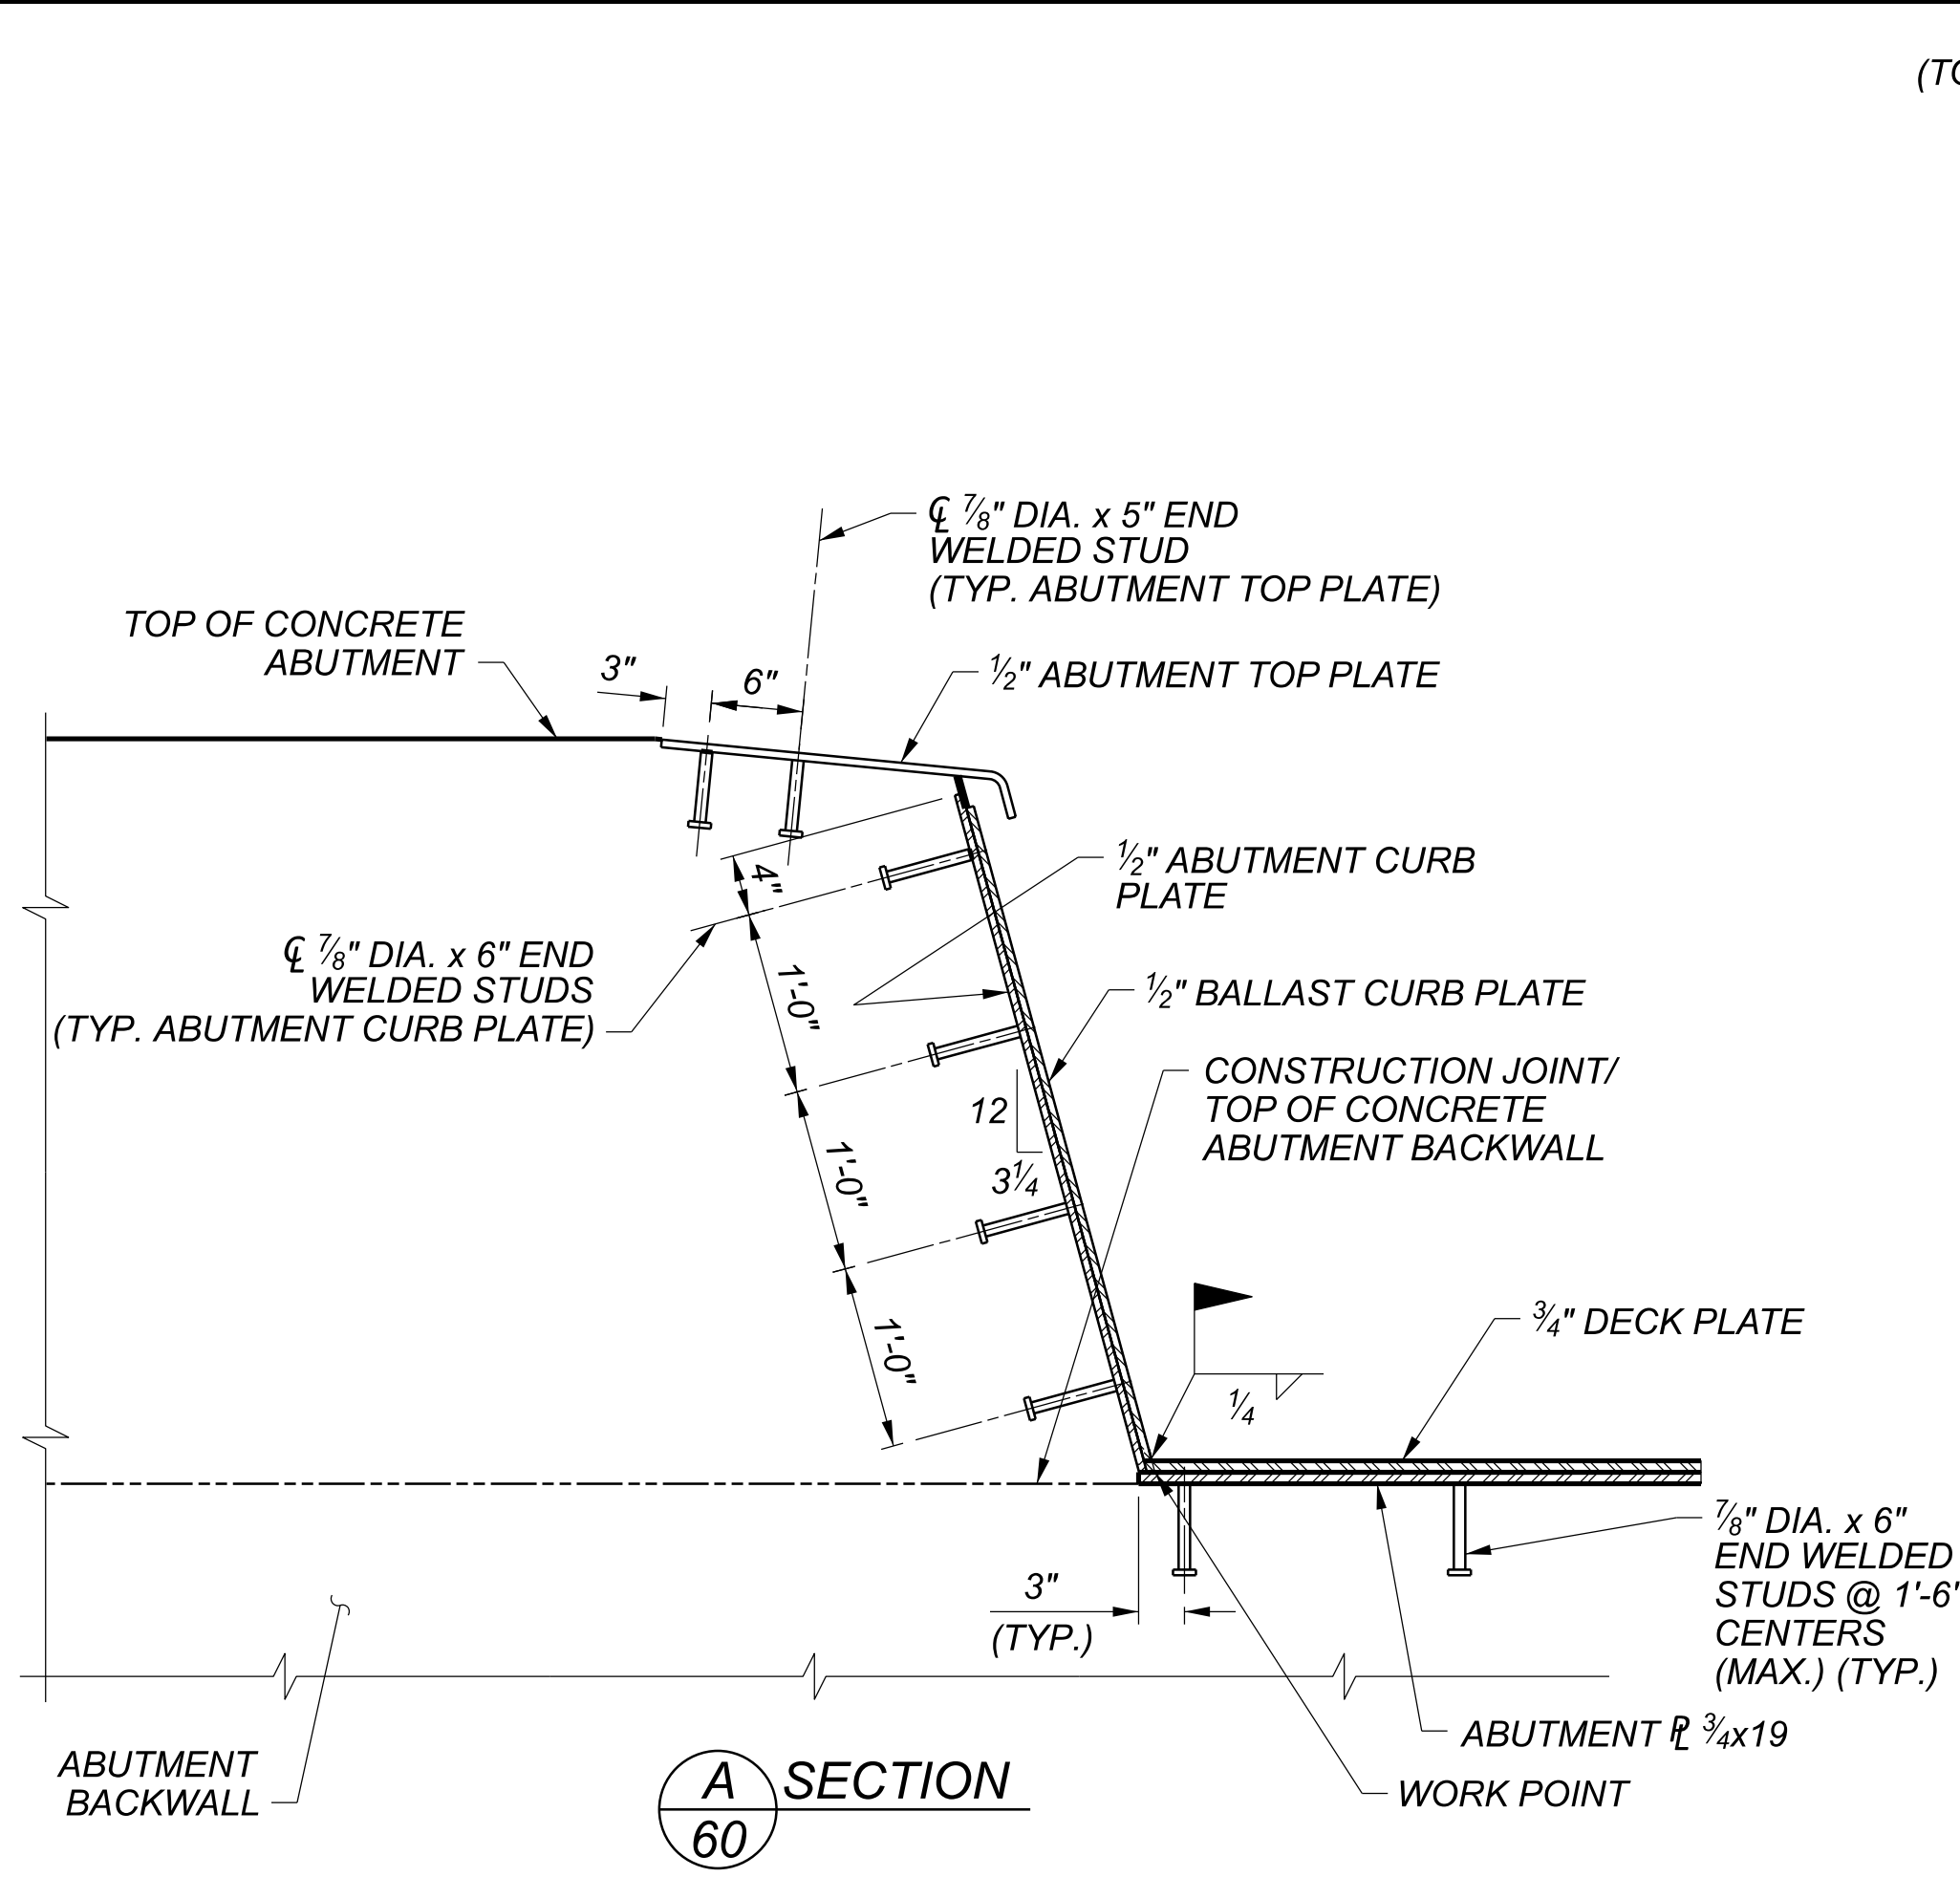 (TO
℄ ⅞" DIA. x 5" END
WELDED STUD
(TYP. ABUTMENT TOP PLATE)
TOP OF CONCRETE
ABUTMENT
3"
6"
½" ABUTMENT TOP PLATE
½" ABUTMENT CURB
PLATE
4"
℄ ⅞" DIA. x 6" END
WELDED STUDS
(TYP. ABUTMENT CURB PLATE)
1'-0"
½" BALLAST CURB PLATE
CONSTRUCTION JOINT/
TOP OF CONCRETE
ABUTMENT BACKWALL
12
3¼
1'-0"
1'-0"
¾" DECK PLATE
¼
⅞" DIA. x 6"
END WELDED
STUDS @ 1'-6"
CENTERS
(MAX.) (TYP.)
3"
(TYP.)
ABUTMENT ⅊ ¾x19
WORK POINT
ABUTMENT
BACKWALL
A SECTION
60